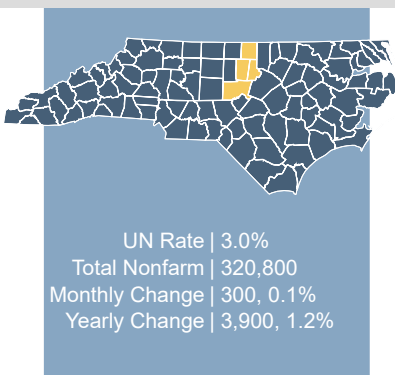 UN Rate | 3.0%
Total Nonfarm | 320,800
Monthly Change | 300, 0.1%
Yearly Change | 3,900, 1.2%